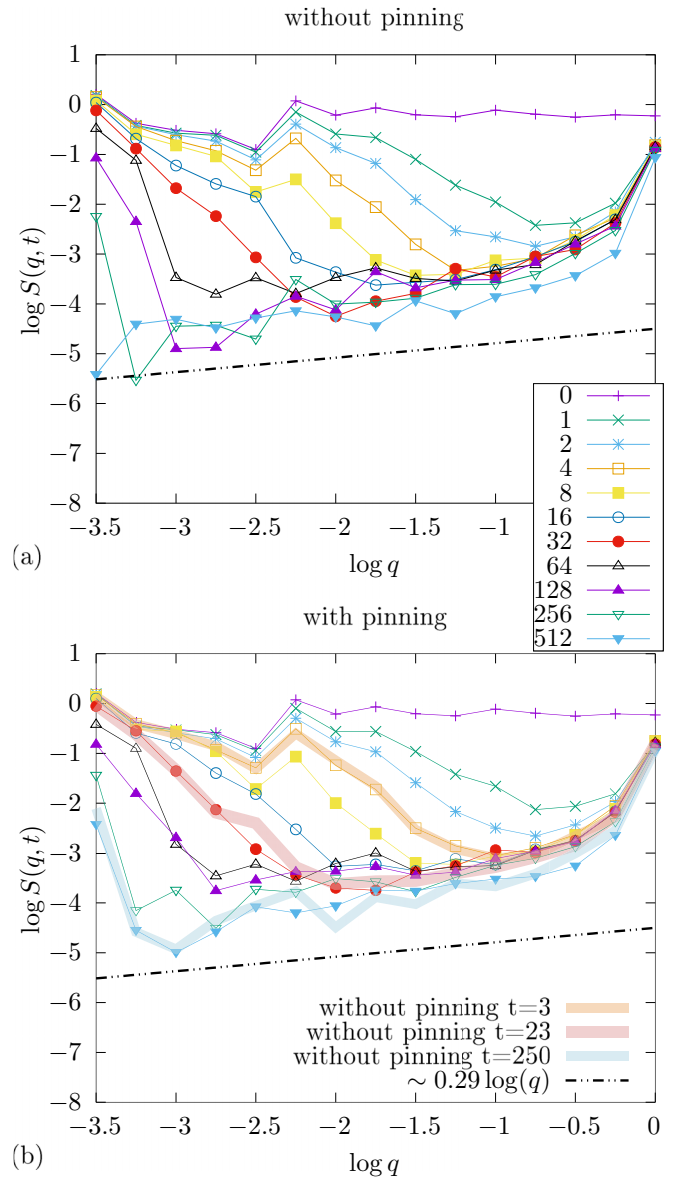 without pinning
1
0
−1
−2
−3
−4
−5
−6
−7
−8
log S(q, t)
−3.5 −3 −2.5 −2 −1.5 −1
log q
(a)
0
1
2
4
8
16
32
64
128
256
512
with pinning
1
0
−1
−2
−3
−4
−5
−6
−7
−8
log S(q, t)
without pinning t=3
without pinning t=23
without pinning t=250
∼ 0.29 log(q)
−3.5 −3 −2.5 −2 −1.5 −1 −0.5 0
log q
(b)